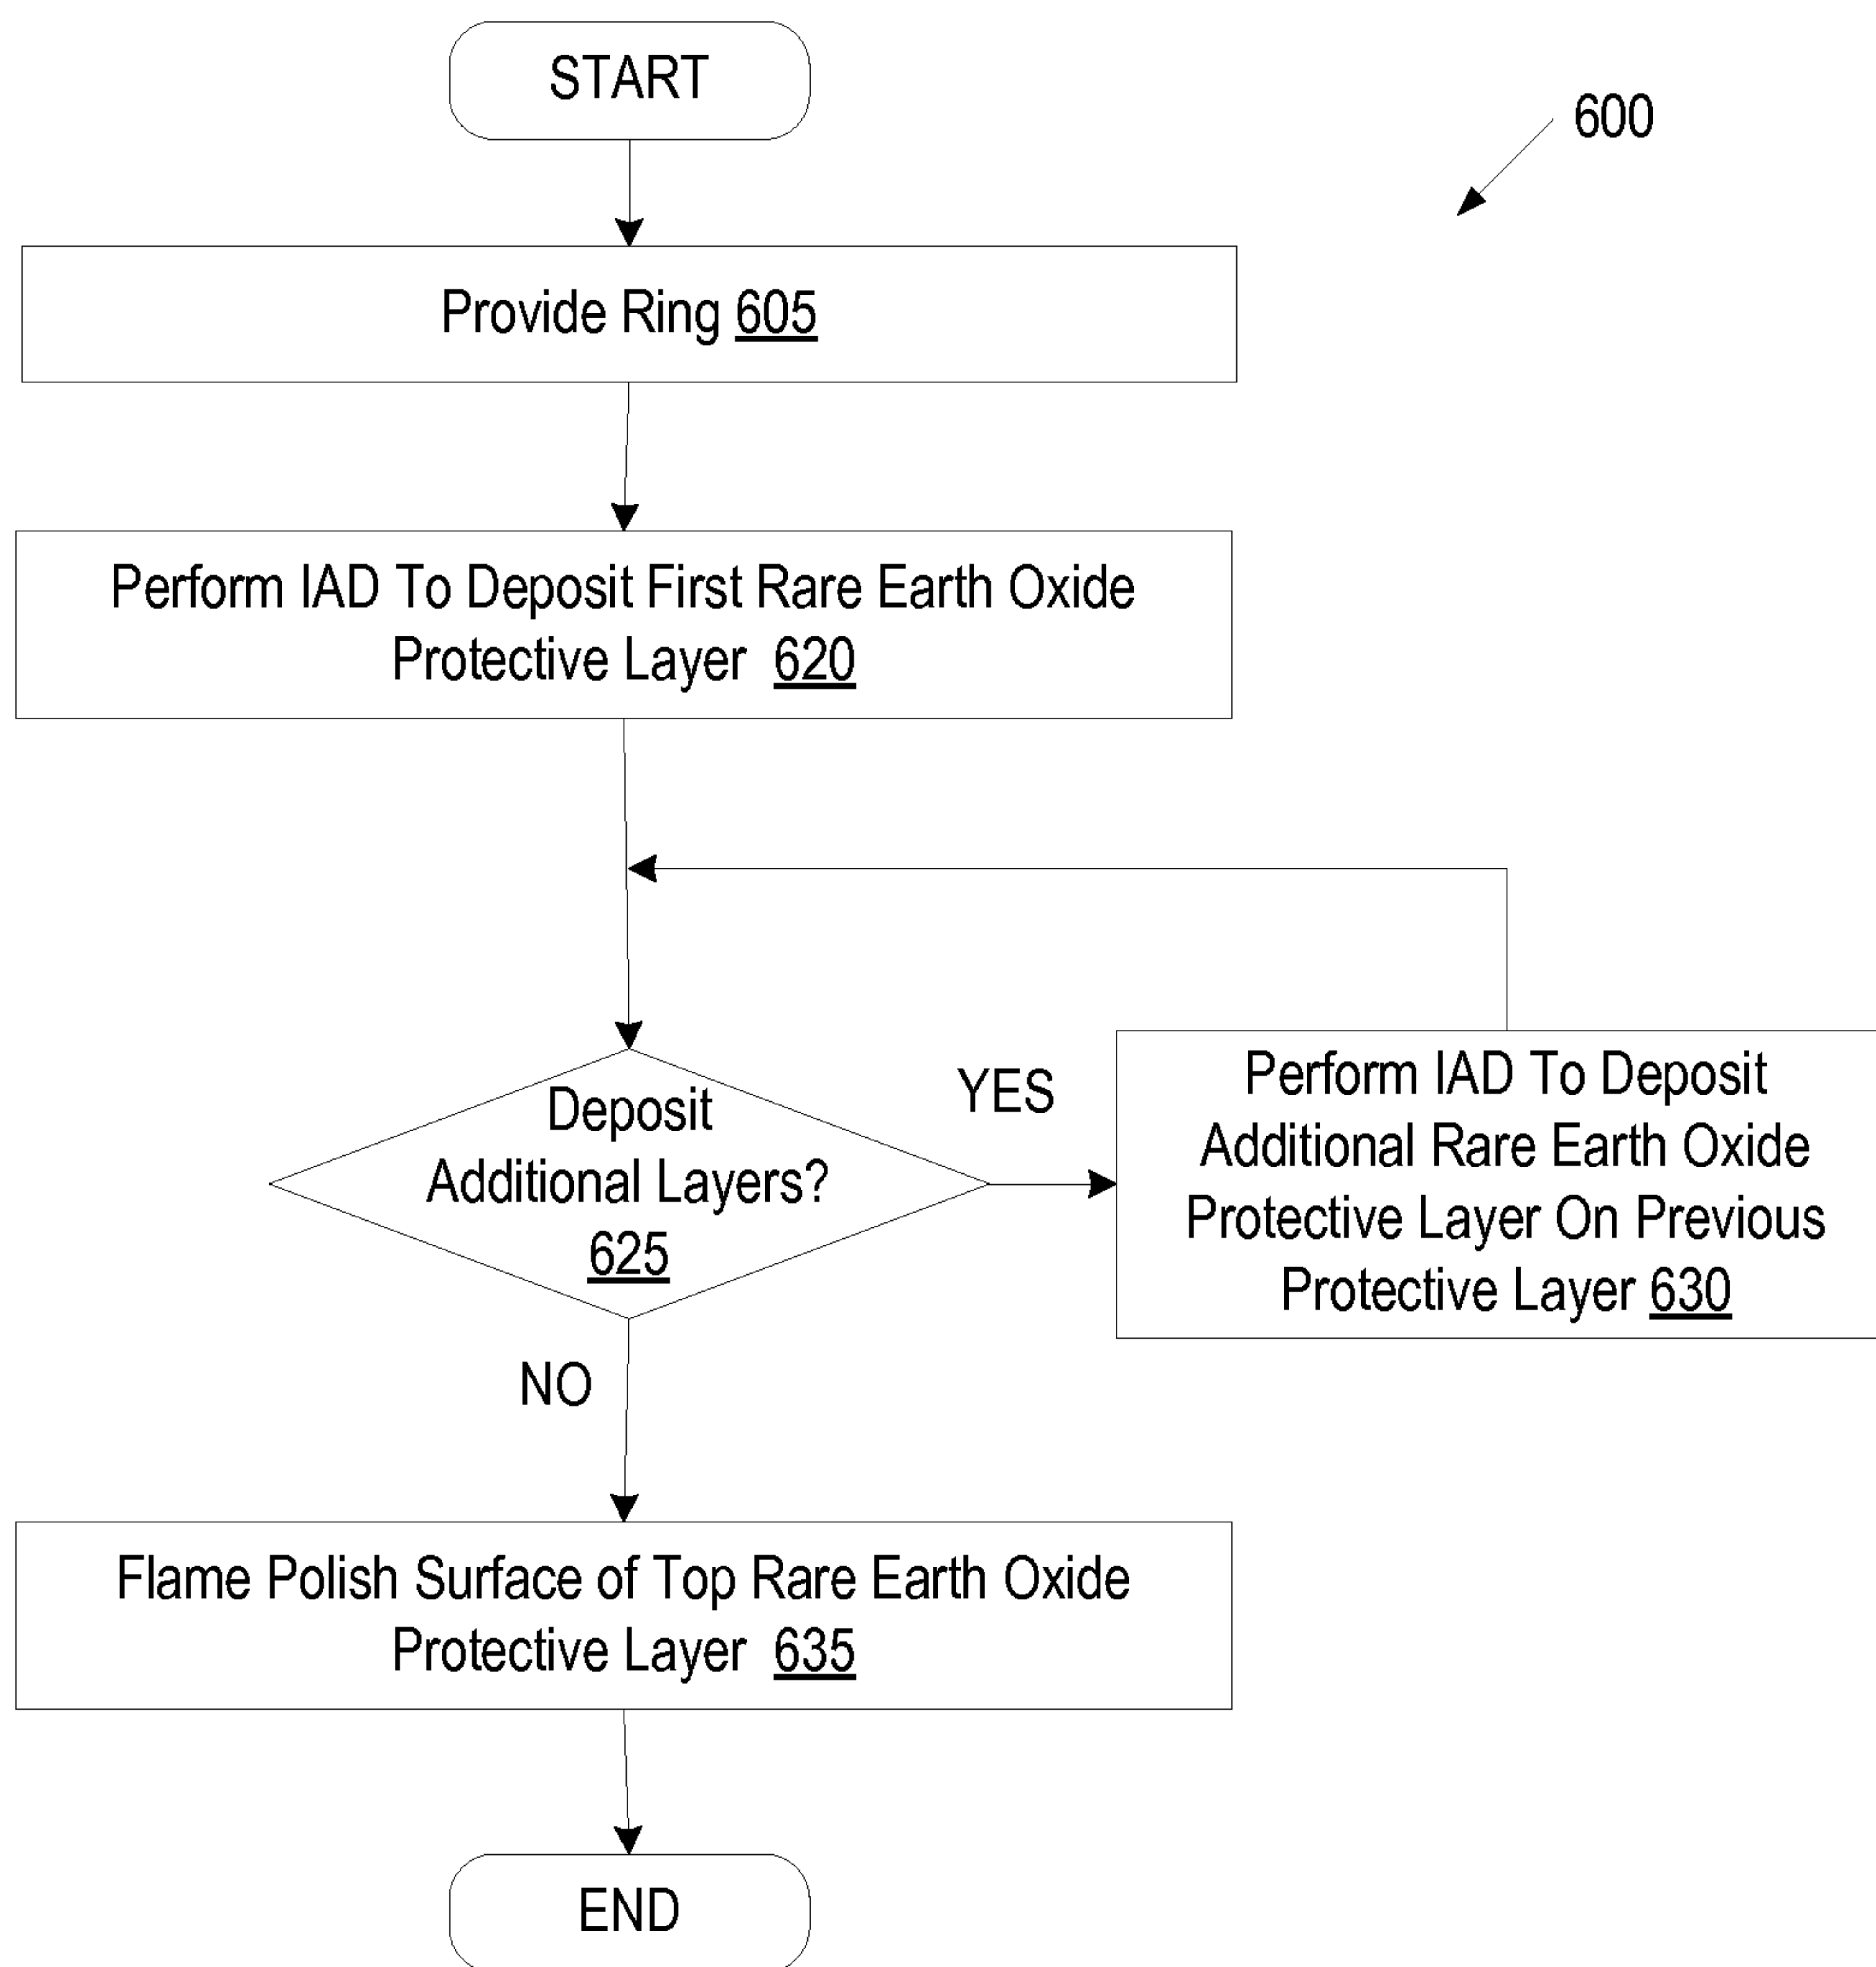 START
600
Provide Ring 605
Perform IAD To Deposit First Rare Earth Oxide
Protective Layer 620
Deposit
Additional Layers?
625
YES
Perform IAD To Deposit
Additional Rare Earth Oxide
Protective Layer On Previous
Protective Layer 630
NO
Flame Polish Surface of Top Rare Earth Oxide
Protective Layer 635
END